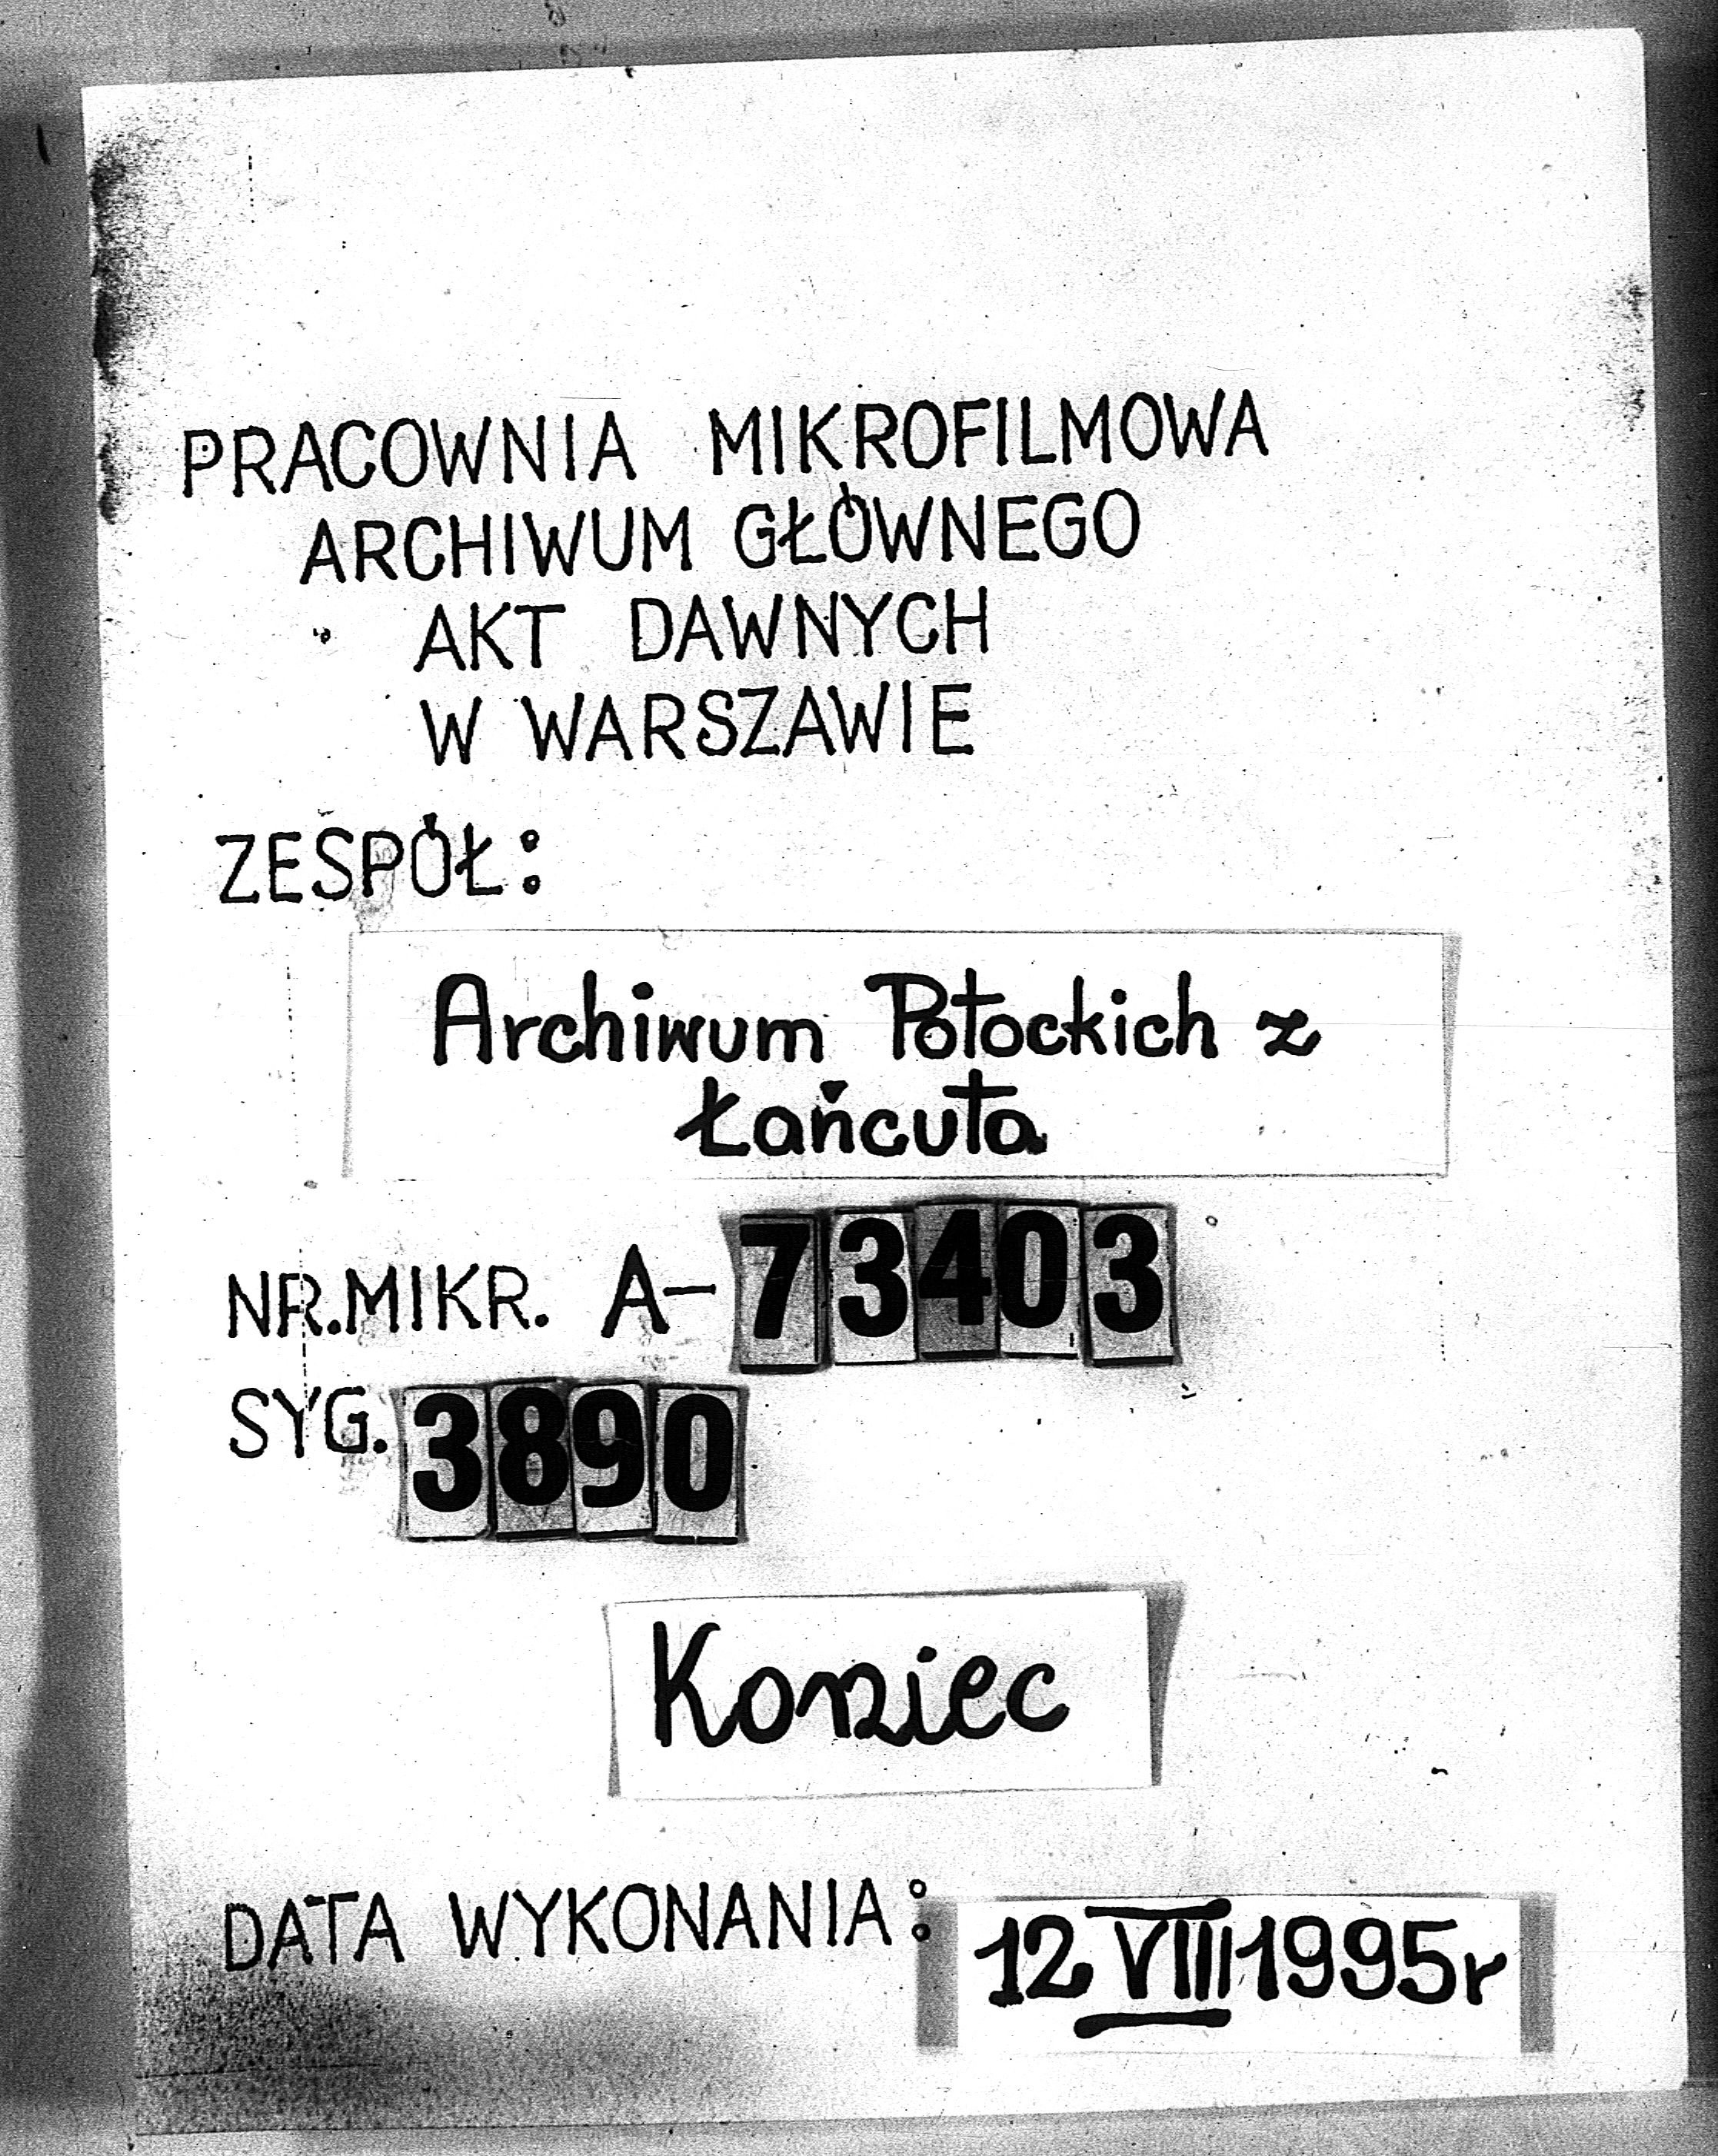 PRACOWNIA MIKROFILMOWA
ARCHIWUM GŁÓWNEGO
AKT DAWNYCH
W WARSZAWIE
ZESPÓŁ:
Archiwum Potockich z
Łańcuta
NR.MIKR. A-73403
SYG. 3890
Koniec
DATA WYKONANIA: 12 VIII 1995r